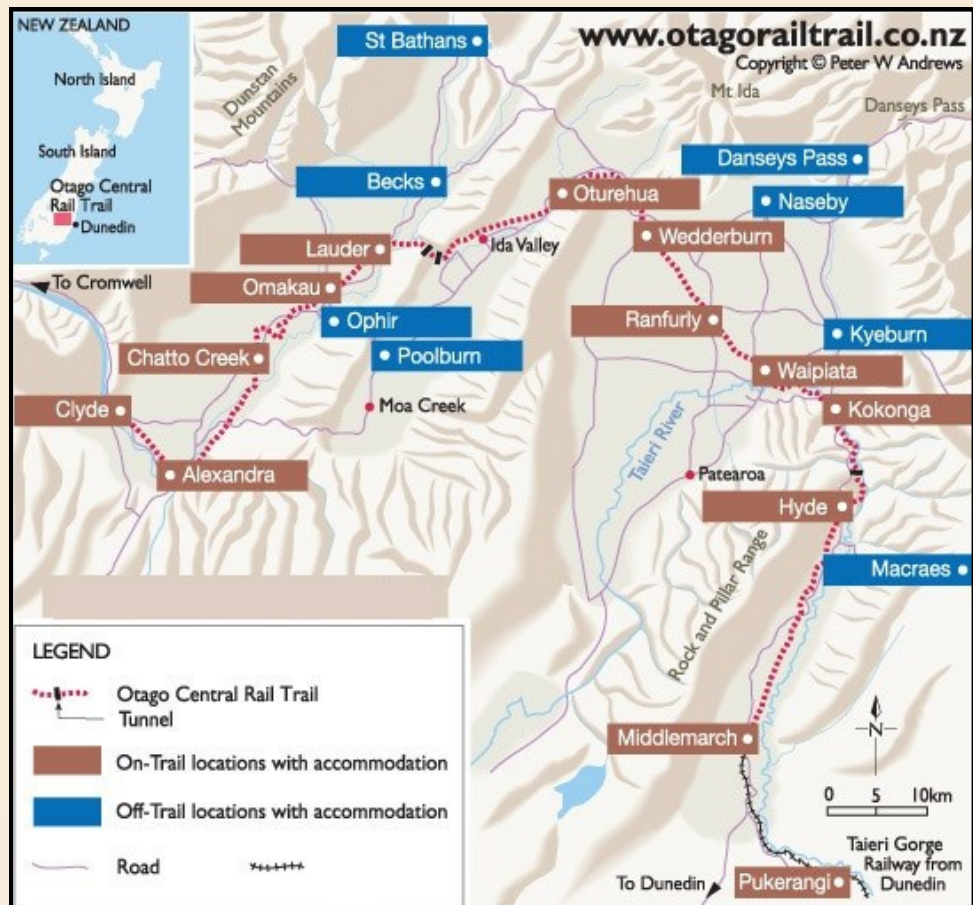 NEW ZEALAND
North Island
South Island
Otago Central
Rail Trail
Dunedin
www.otagorailtrail.co.nz
Copyright © Peter W Andrews
St Bathans
Dunstan
Mountains
Mt Ida
Danseys Pass
Danseys Pass
Becks
Oturehua
Naseby
Lauder
Ida Valley
Wedderburn
To Cromwell
Omakau
Ophir
Ranfurly
Kyeburn
Chatto Creek
Poolburn
Waipiata
Clyde
Moa Creek
Kokonga
Taieri River
Alexandra
Patearoa
Hyde
Rock and Pillar Range
Macraes
Middlemarch
N
0 5 10km
Taieri Gorge
Railway from
Dunedin
To Dunedin
Pukerangi
LEGEND
Otago Central Rail Trail
Tunnel
On-Trail locations with accommodation
Off-Trail locations with accommodation
Road